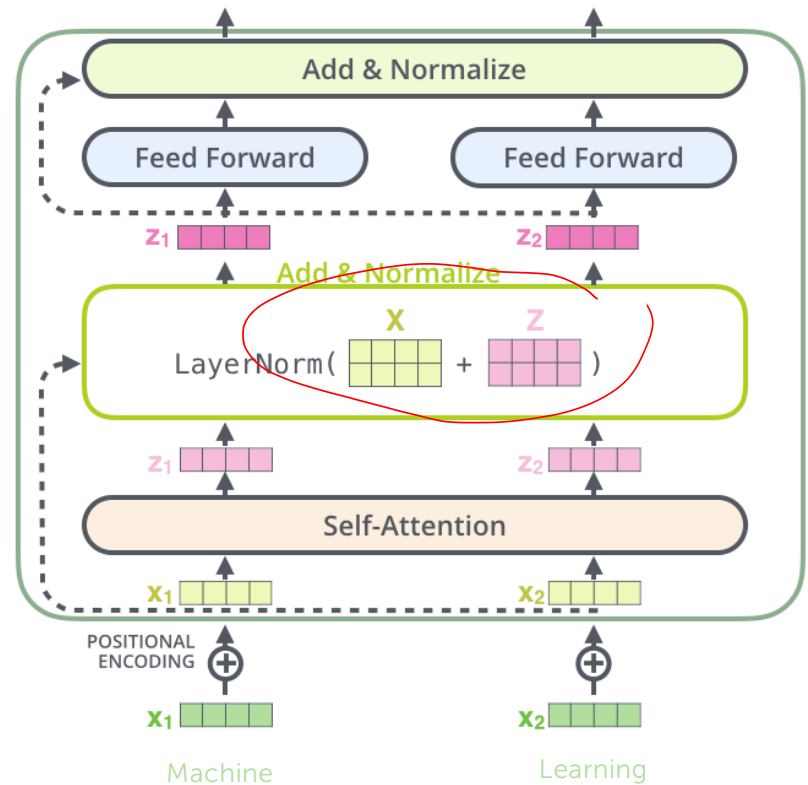 Add & Normalize
Feed Forward Feed Forward
z₁ z₂
Add & Normalize
X Z
LayerNorm( + )
z₁ z₂
Self-Attention
x₁ x₂
POSITIONAL
ENCODING
x₁ x₂
Machine Learning